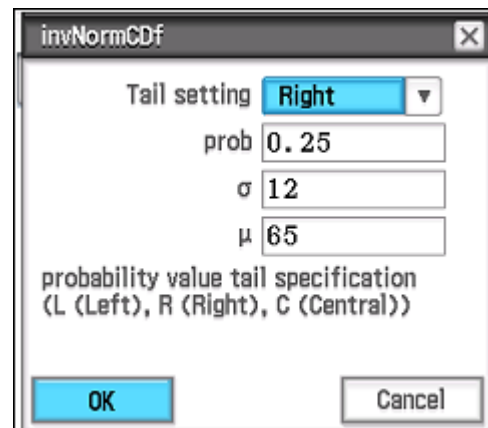 invNormCDf
Tail setting Right
prob 0.25
σ 12
μ 65
probability value tail specification
(L (Left), R (Right), C (Central))
OK Cancel